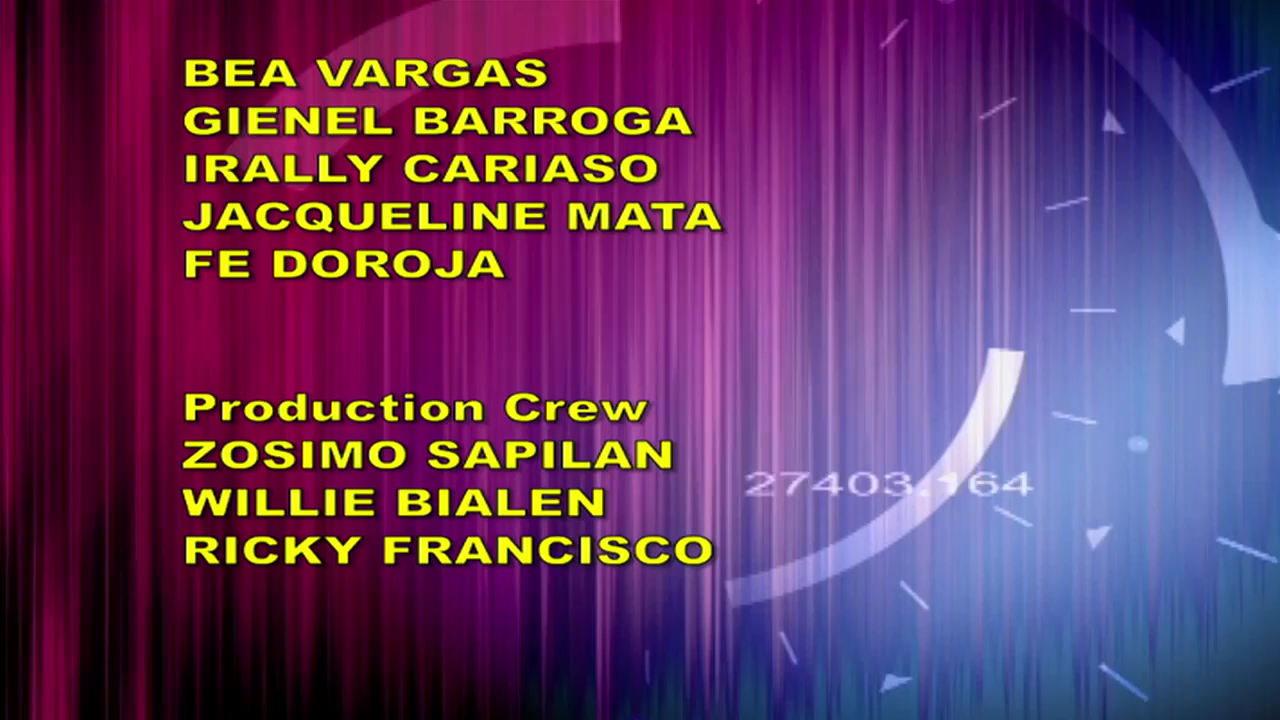 BEA VARGAS
GIENEL BARROGA
IRALLY CARIASO
JACQUELINE MATA
FE DOROJA
Production Crew
ZOSIMO SAPILAN
27403.164
WILLIE BIALEN
RICKY FRANCISCO